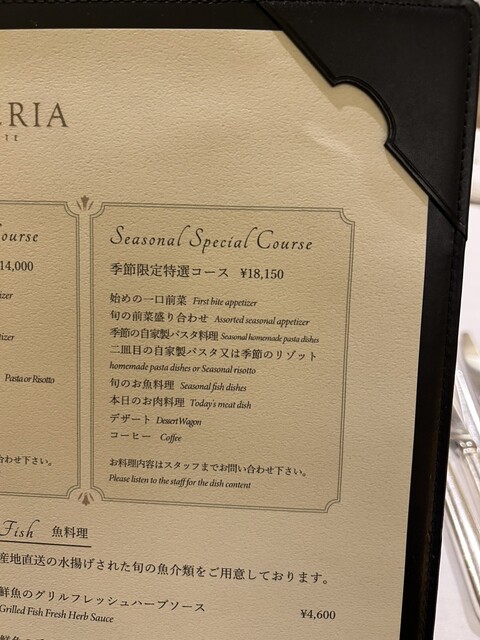 ERIA
TE
Course
14,000
izer
izer
Pasta or Risotto
合わせ下さい。
Seasonal Special Course
季節限定特選コース ¥18,150
始めの一口前菜 First bite appetizer
旬の前菜盛り合わせ Assorted seasonal appetizer
季節の自家製パスタ料理 Seasonal homemade pasta dishes
二皿目の自家製パスタ又は季節のリゾット
homemade pasta dishes or Seasonal risotto
旬のお魚料理 Seasonal fish dishes
本日のお肉料理 Today's meat dish
デザート Dessert Wagon
コーヒー Coffee
お料理内容はスタッフまでお問い合わせ下さい。
Please listen to the staff for the dish content
Fish 魚料理
産地直送の水揚げされた旬の魚介類をご用意しております。
鮮魚のグリルフレッシュハーブソース ¥4,600
Grilled Fish Fresh Herb Sauce